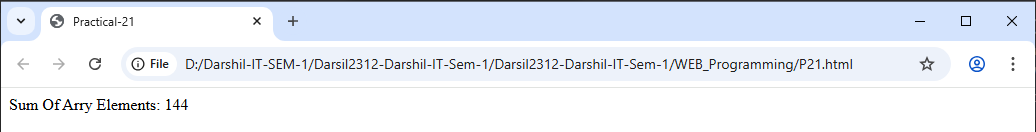 Practical-21
File D:/Darshil-IT-SEM-1/Darsil2312-Darshil-IT-Sem-1/Darsil2312-Darshil-IT-Sem-1/WEB_Programming/P21.html
Sum Of Arry Elements: 144